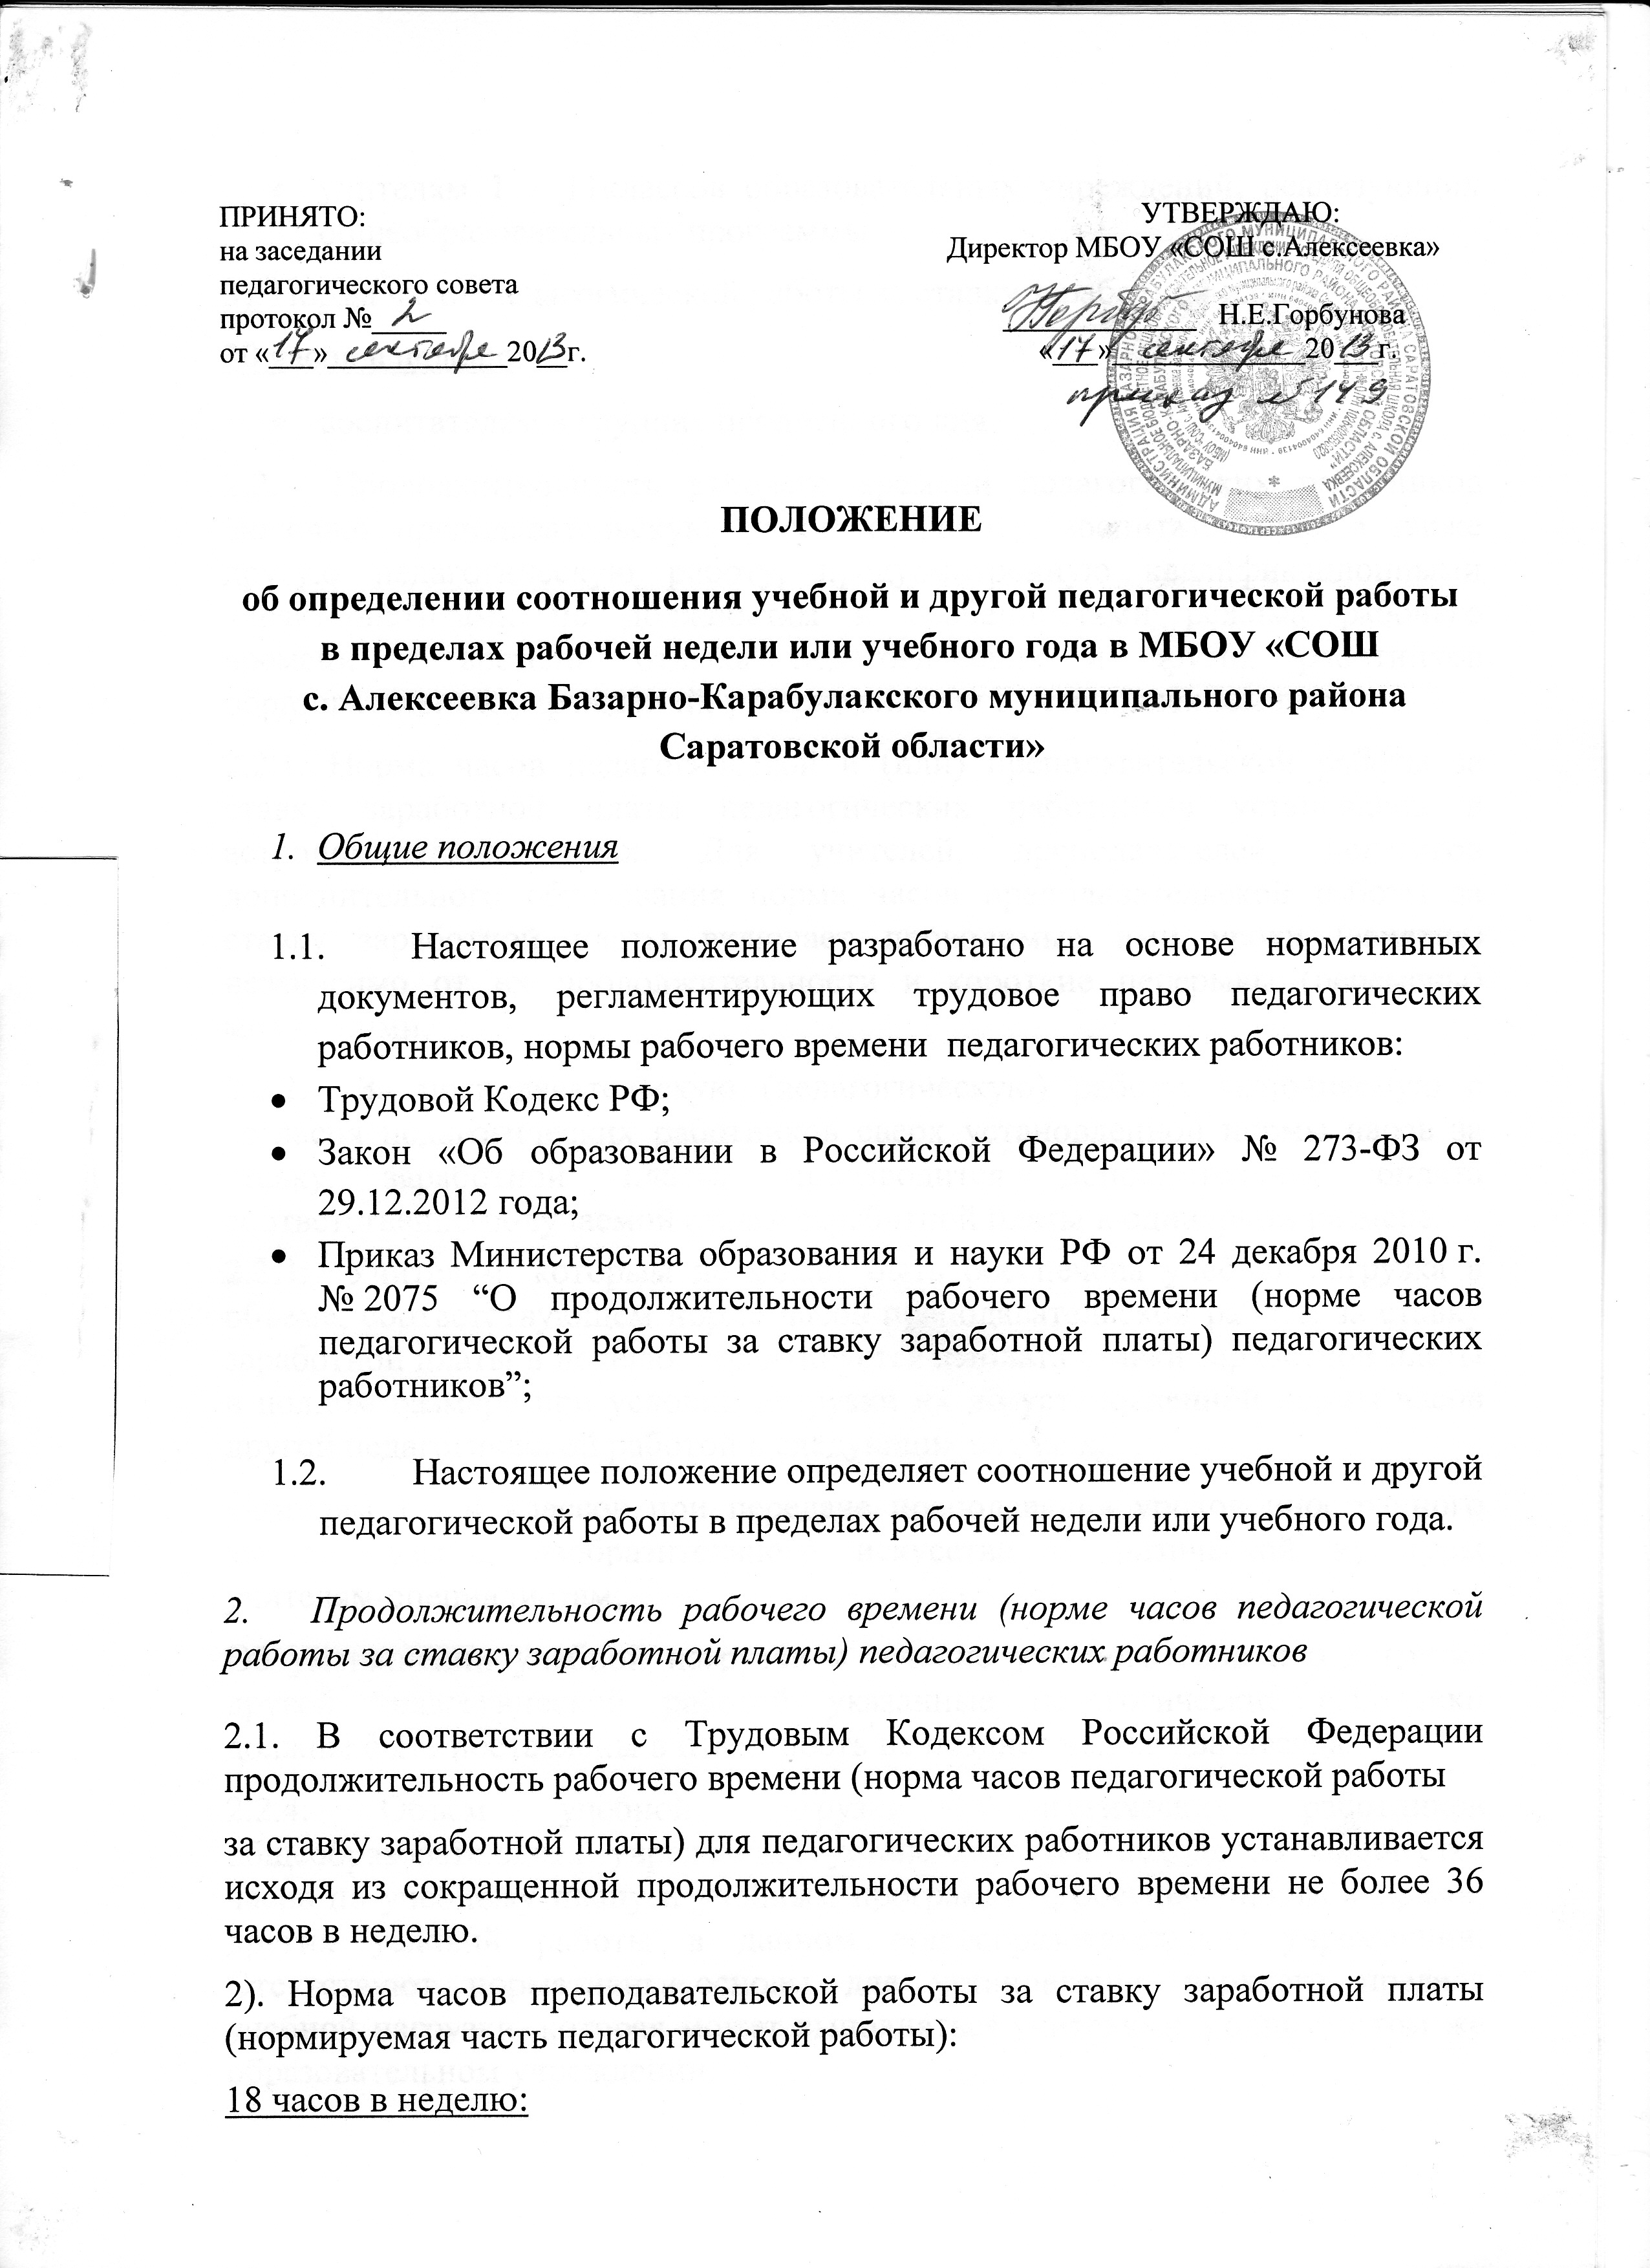 ПРИНЯТО:
на заседании
педагогического совета
протокол № 2
от «17» сентября 2013г.
УТВЕРЖДАЮ:
Директор МБОУ «СОШ с.Алексеевка»
Н.Е.Горбунова
«17» сентября 2013г.
приказ №149
ПОЛОЖЕНИЕ
об определении соотношения учебной и другой педагогической работы
в пределах рабочей недели или учебного года в МБОУ «СОШ
с. Алексеевка Базарно-Карабулакского муниципального района
Саратовской области»
1. Общие положения
1.1. Настоящее положение разработано на основе нормативных
документов, регламентирующих трудовое право педагогических
работников, нормы рабочего времени педагогических работников:
• Трудовой Кодекс РФ;
• Закон «Об образовании в Российской Федерации» № 273-ФЗ от
29.12.2012 года;
• Приказ Министерства образования и науки РФ от 24 декабря 2010 г.
№ 2075 “О продолжительности рабочего времени (норме часов
педагогической работы за ставку заработной платы) педагогических
работников”;
1.2. Настоящее положение определяет соотношение учебной и другой
педагогической работы в пределах рабочей недели или учебного года.
2. Продолжительность рабочего времени (норме часов педагогической
работы за ставку заработной платы) педагогических работников
2.1. В соответствии с Трудовым Кодексом Российской Федерации
продолжительность рабочего времени (норма часов педагогической работы
за ставку заработной платы) для педагогических работников устанавливается
исходя из сокращенной продолжительности рабочего времени не более 36
часов в неделю.
2). Норма часов преподавательской работы за ставку заработной платы
(нормируемая часть педагогической работы):
18 часов в неделю: